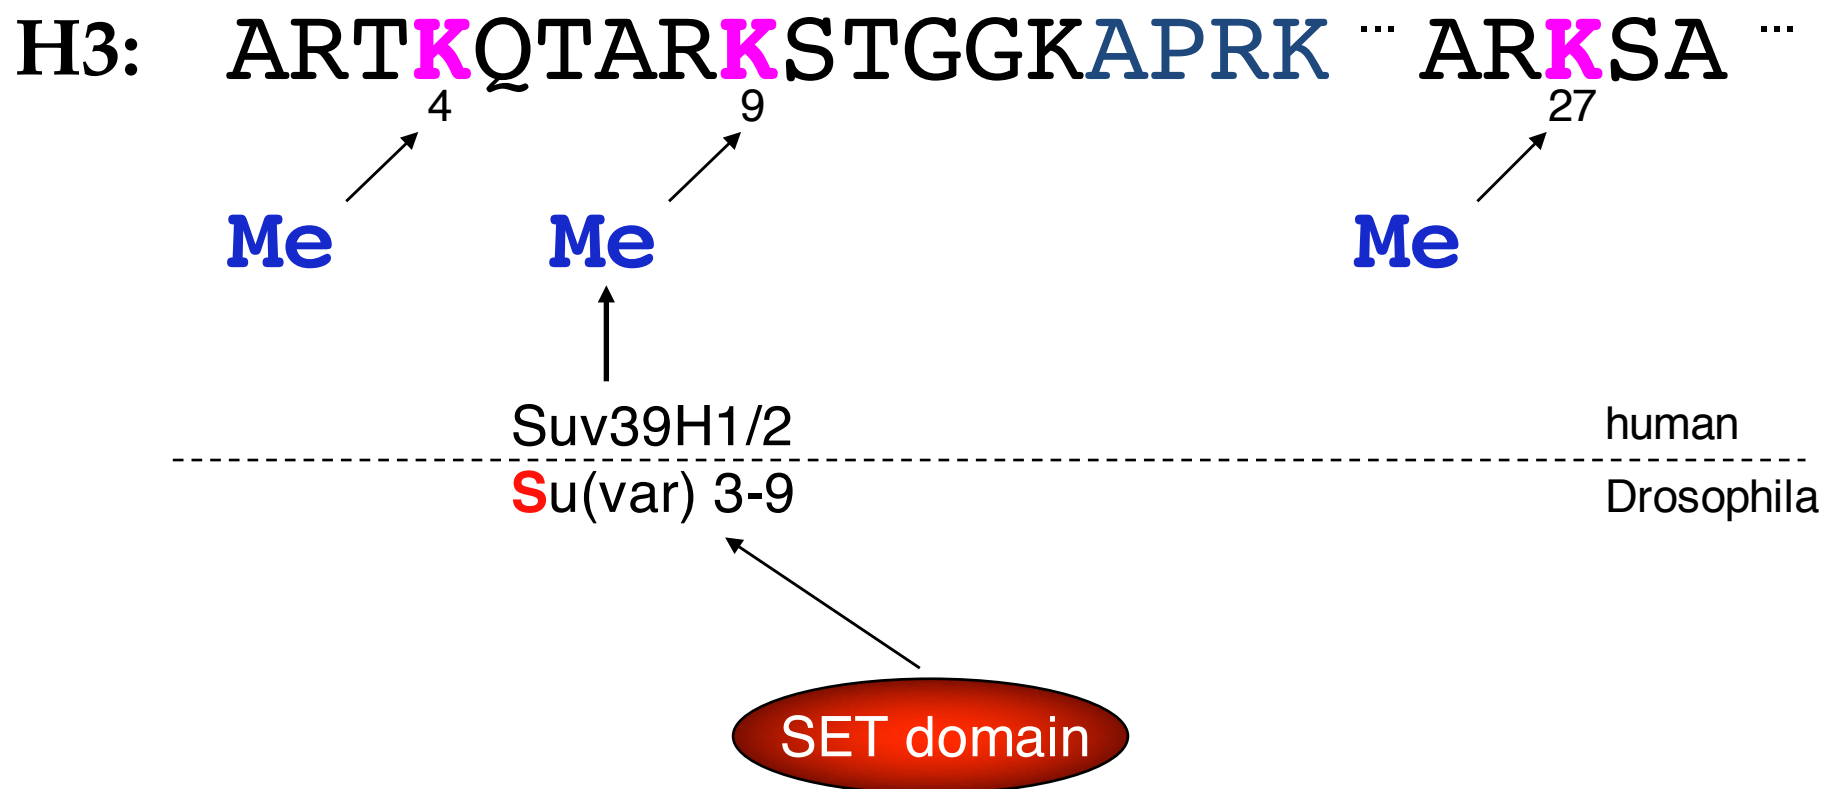 H3: ARTKQTARKSTGGKAPRK ... ARKSA ...
4 9 27
Me Me Me
Suv39H1/2 human
Su(var) 3-9 Drosophila
SET domain